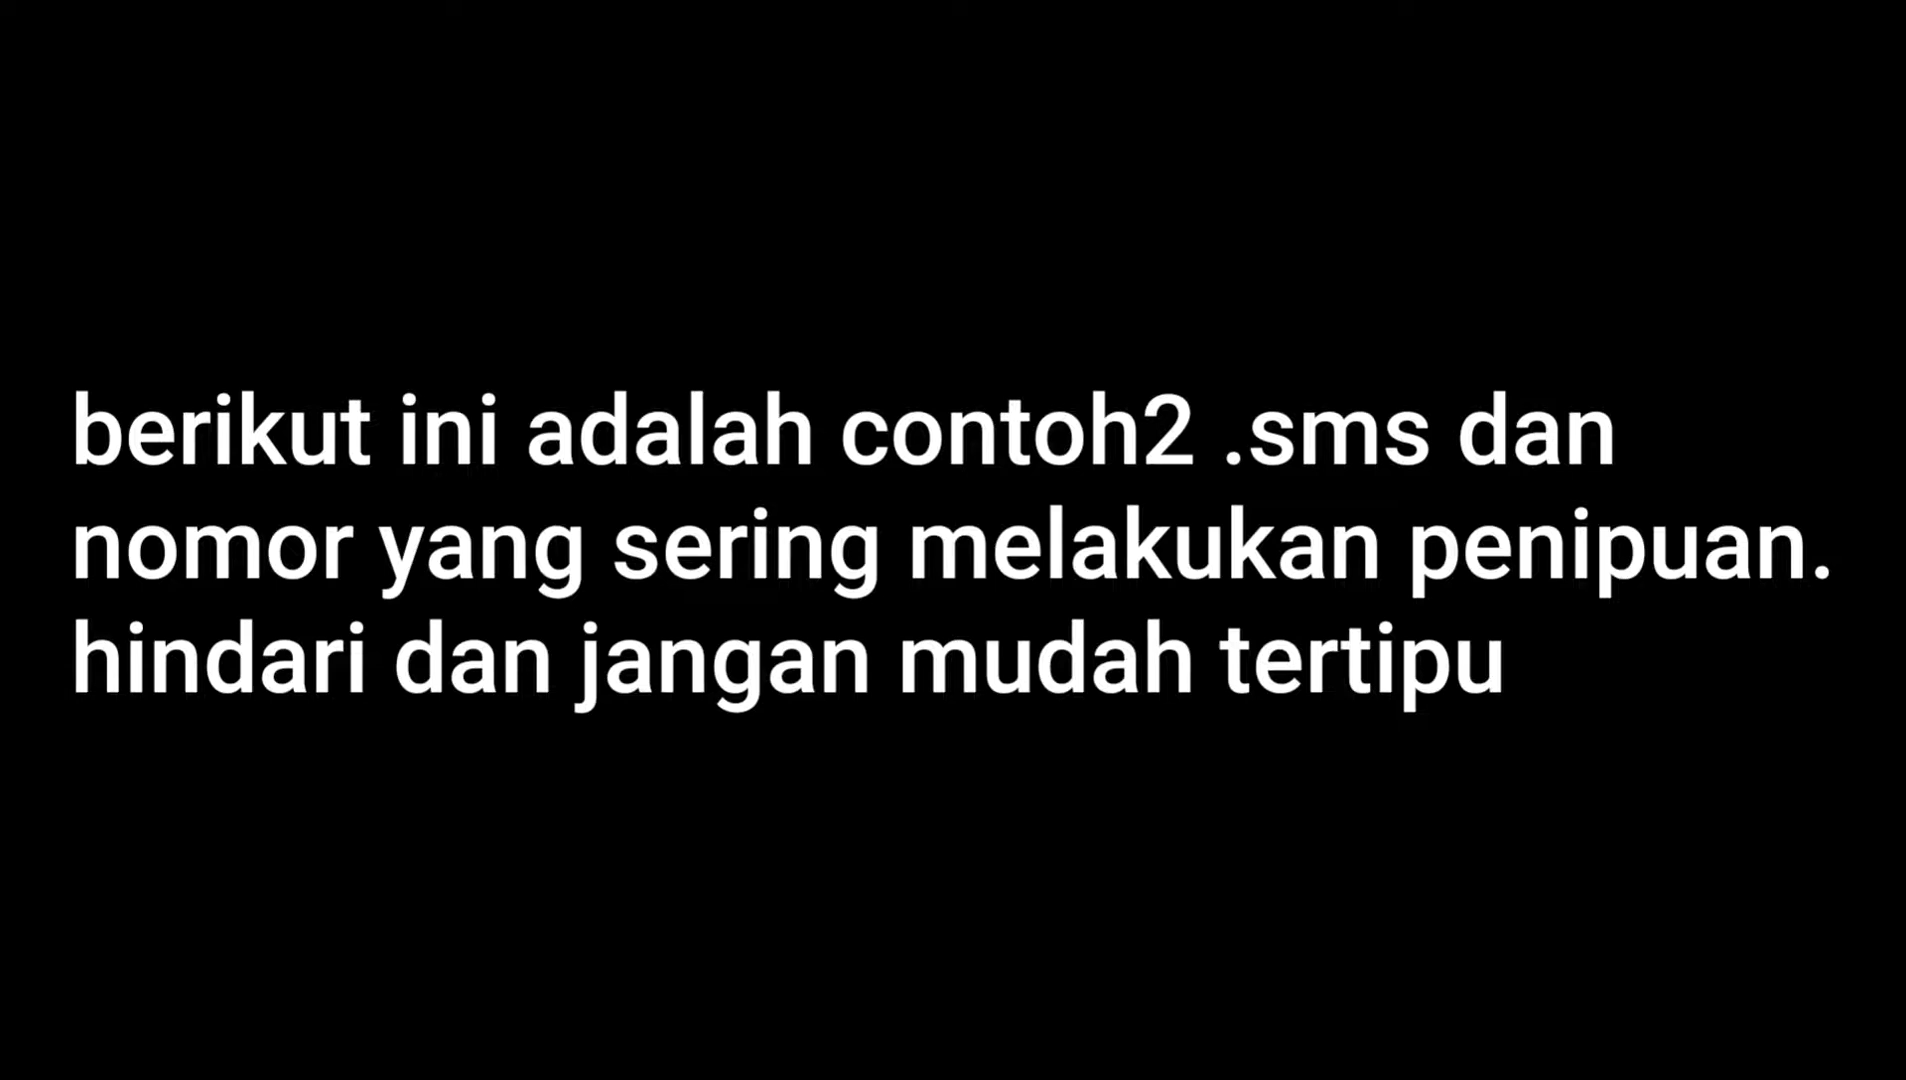 berikut ini adalah contoh2 .sms dan
nomor yang sering melakukan penipuan.
hindari dan jangan mudah tertipu